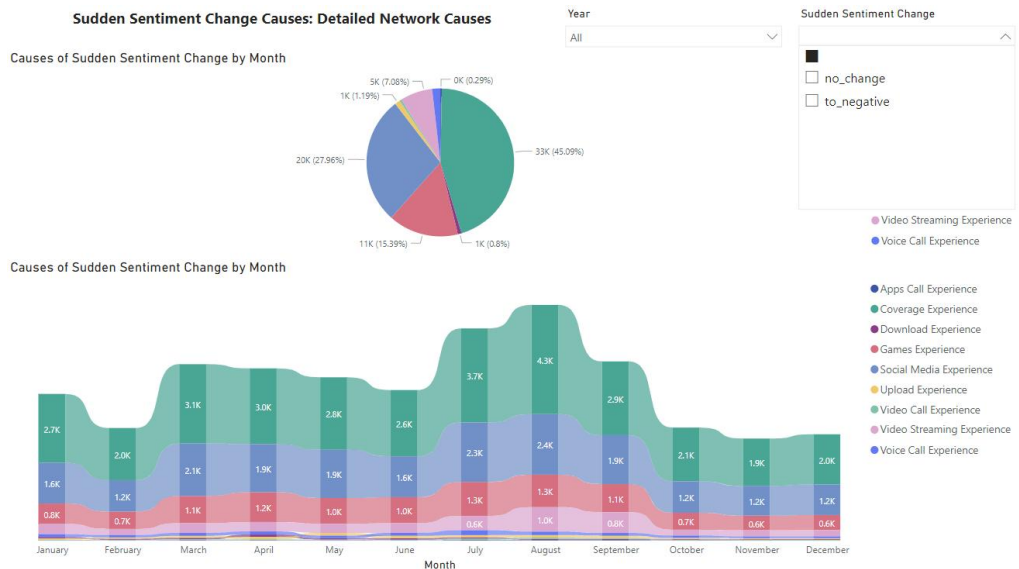 Sudden Sentiment Change Causes: Detailed Network Causes
Year
All
Sudden Sentiment Change
no_change
to_negative
Causes of Sudden Sentiment Change by Month
0K (0.29%)
5K (7.08%)
1K (1.19%)
20K (27.96%)
33K (45.09%)
11K (15.39%)
1K (0.8%)
Video Streaming Experience
Voice Call Experience
Causes of Sudden Sentiment Change by Month
Apps Call Experience
Coverage Experience
Download Experience
Games Experience
Social Media Experience
Upload Experience
Video Call Experience
Video Streaming Experience
Voice Call Experience
2.7K 2.0K 3.1K 3.0K 2.8K 2.6K 3.7K 4.3K 2.9K 2.1K 1.9K 2.0K
1.6K 1.2K 2.1K 1.9K 1.9K 1.6K 2.3K 2.4K 1.9K 1.2K 1.2K 1.2K
0.8K 0.7K 1.1K 1.2K 1.0K 1.0K 1.3K 1.3K 1.1K 0.7K 0.6K 0.6K
0.6K 1.0K 0.8K
January February March April May June July August September October November December
Month